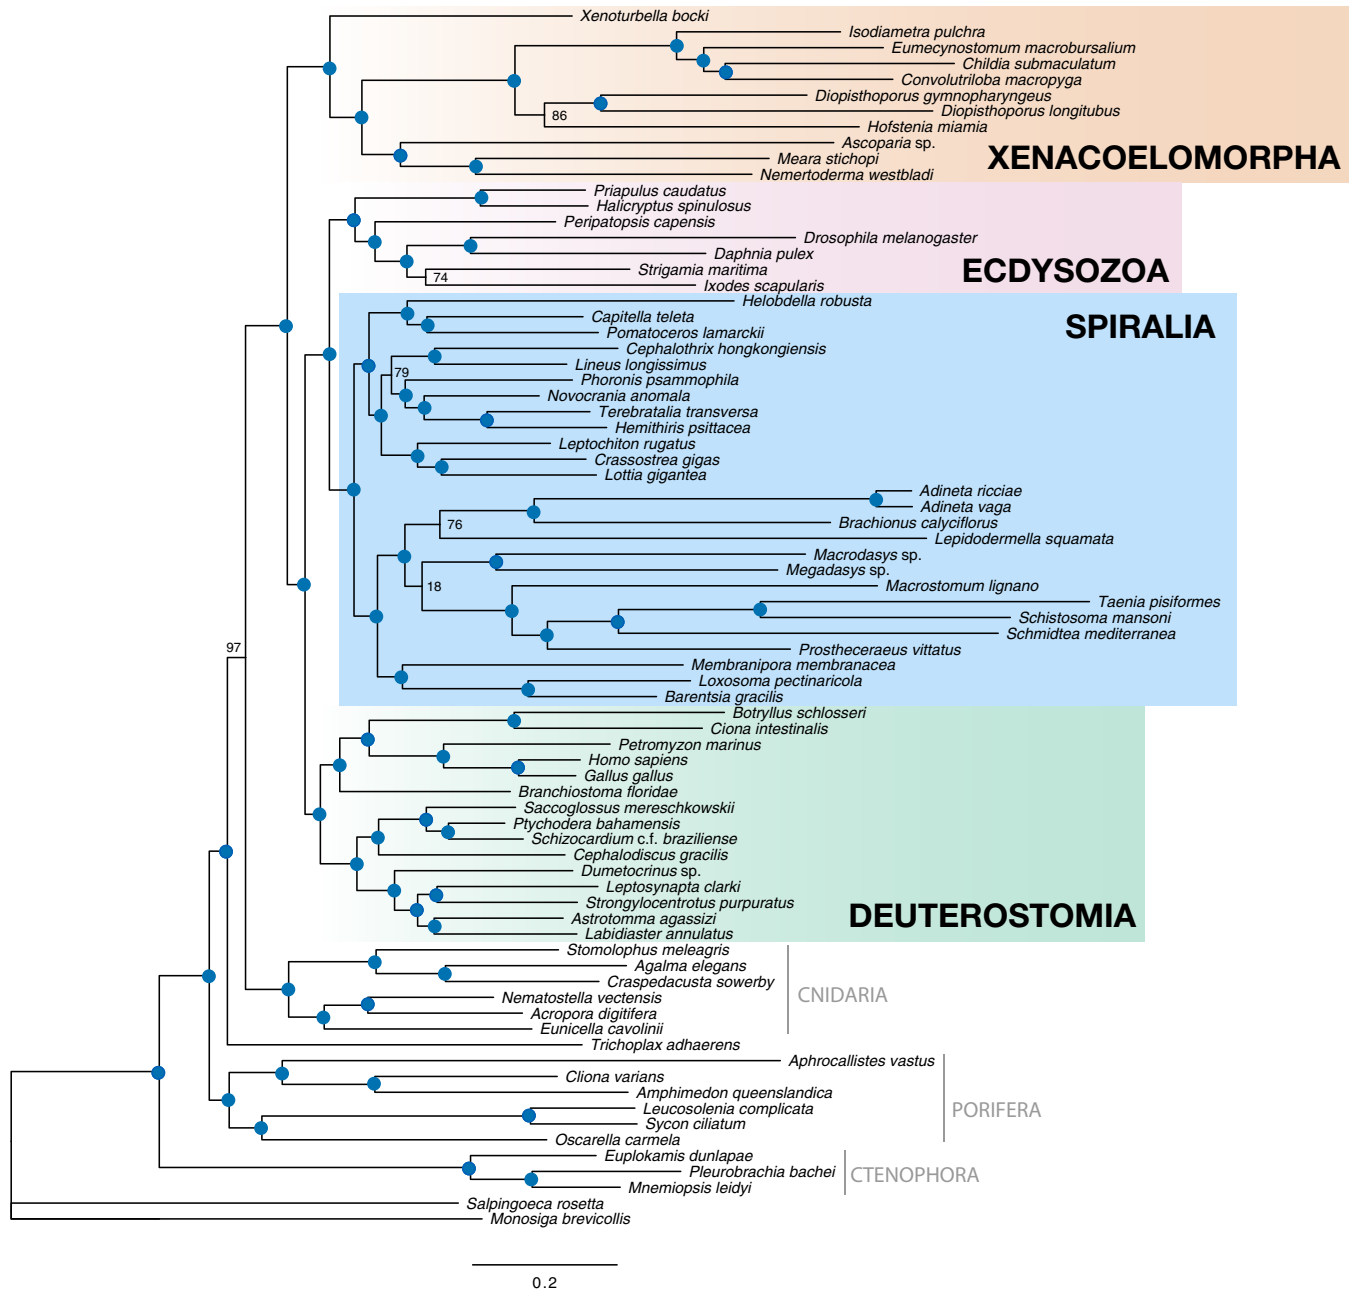 Xenoturbella bocki
Isodiametra pulchra
Eumecynostomum macrobursalium
Childia submaculatum
Convolutriloba macropyga
Diopisthoporus gymnopharyngeus
86
Diopisthoporus longitubus
Hofstenia miamia
Ascoparia sp.
XENACOELOMORPHA
Meara stichopi
Nemertoderma westbladi
Priapulus caudatus
Halicryptus spinulosus
Peripatopsis capensis
Drosophila melanogaster
Daphnia pulex
ECDYSOZOA
Strigamia maritima
74
Ixodes scapularis
Helobdella robusta
Capitella teleta
SPIRALIA
Pomatoceros lamarckii
Cephalothrix hongkongiensis
Lineus longissimus
79
Phoronis psammophila
Novocrania anomala
Terebratalia transversa
Hemithiris psittacea
Leptochiton rugatus
Crassostrea gigas
Lottia gigantea
Adineta ricciae
Adineta vaga
76
Brachionus calyciflorus
Lepidodermella squamata
Macrodasys sp.
Megadasys sp.
18
Macrostomum lignano
Taenia pisiformes
Schistosoma mansoni
Schmidtea mediterranea
97
Prostheceraeus vittatus
Membranipora membranacea
Loxosoma pectinaricola
Barentsia gracilis
Botryllus schlosseri
Ciona intestinalis
Petromyzon marinus
Homo sapiens
Gallus gallus
Branchiostoma floridae
Saccoglossus mereschkowskii
Ptychodera bahamensis
Schizocardium c.f. braziliense
Cephalodiscus gracilis
Dumetocrinus sp.
Leptosynapta clarki
Strongylocentrotus purpuratus
DEUTEROSTOMIA
Astrotomma agassizi
Labidiaster annulatus
Stomolophus meleagris
Agalma elegans
Craspedacusta sowerby
CNIDARIA
Nematostella vectensis
Acropora digitifera
Eunicella cavolinii
Trichoplax adhaerens
Aphrocallistes vastus
Cliona varians
Amphimedon queenslandica
PORIFERA
Leucosolenia complicata
Sycon ciliatum
Oscarella carmela
Euplokamis dunlapae
Pleurobrachia bachei
CTENOPHORA
Mnemiopsis leidyi
Salpingoeca rosetta
Monosiga brevicollis
0.2